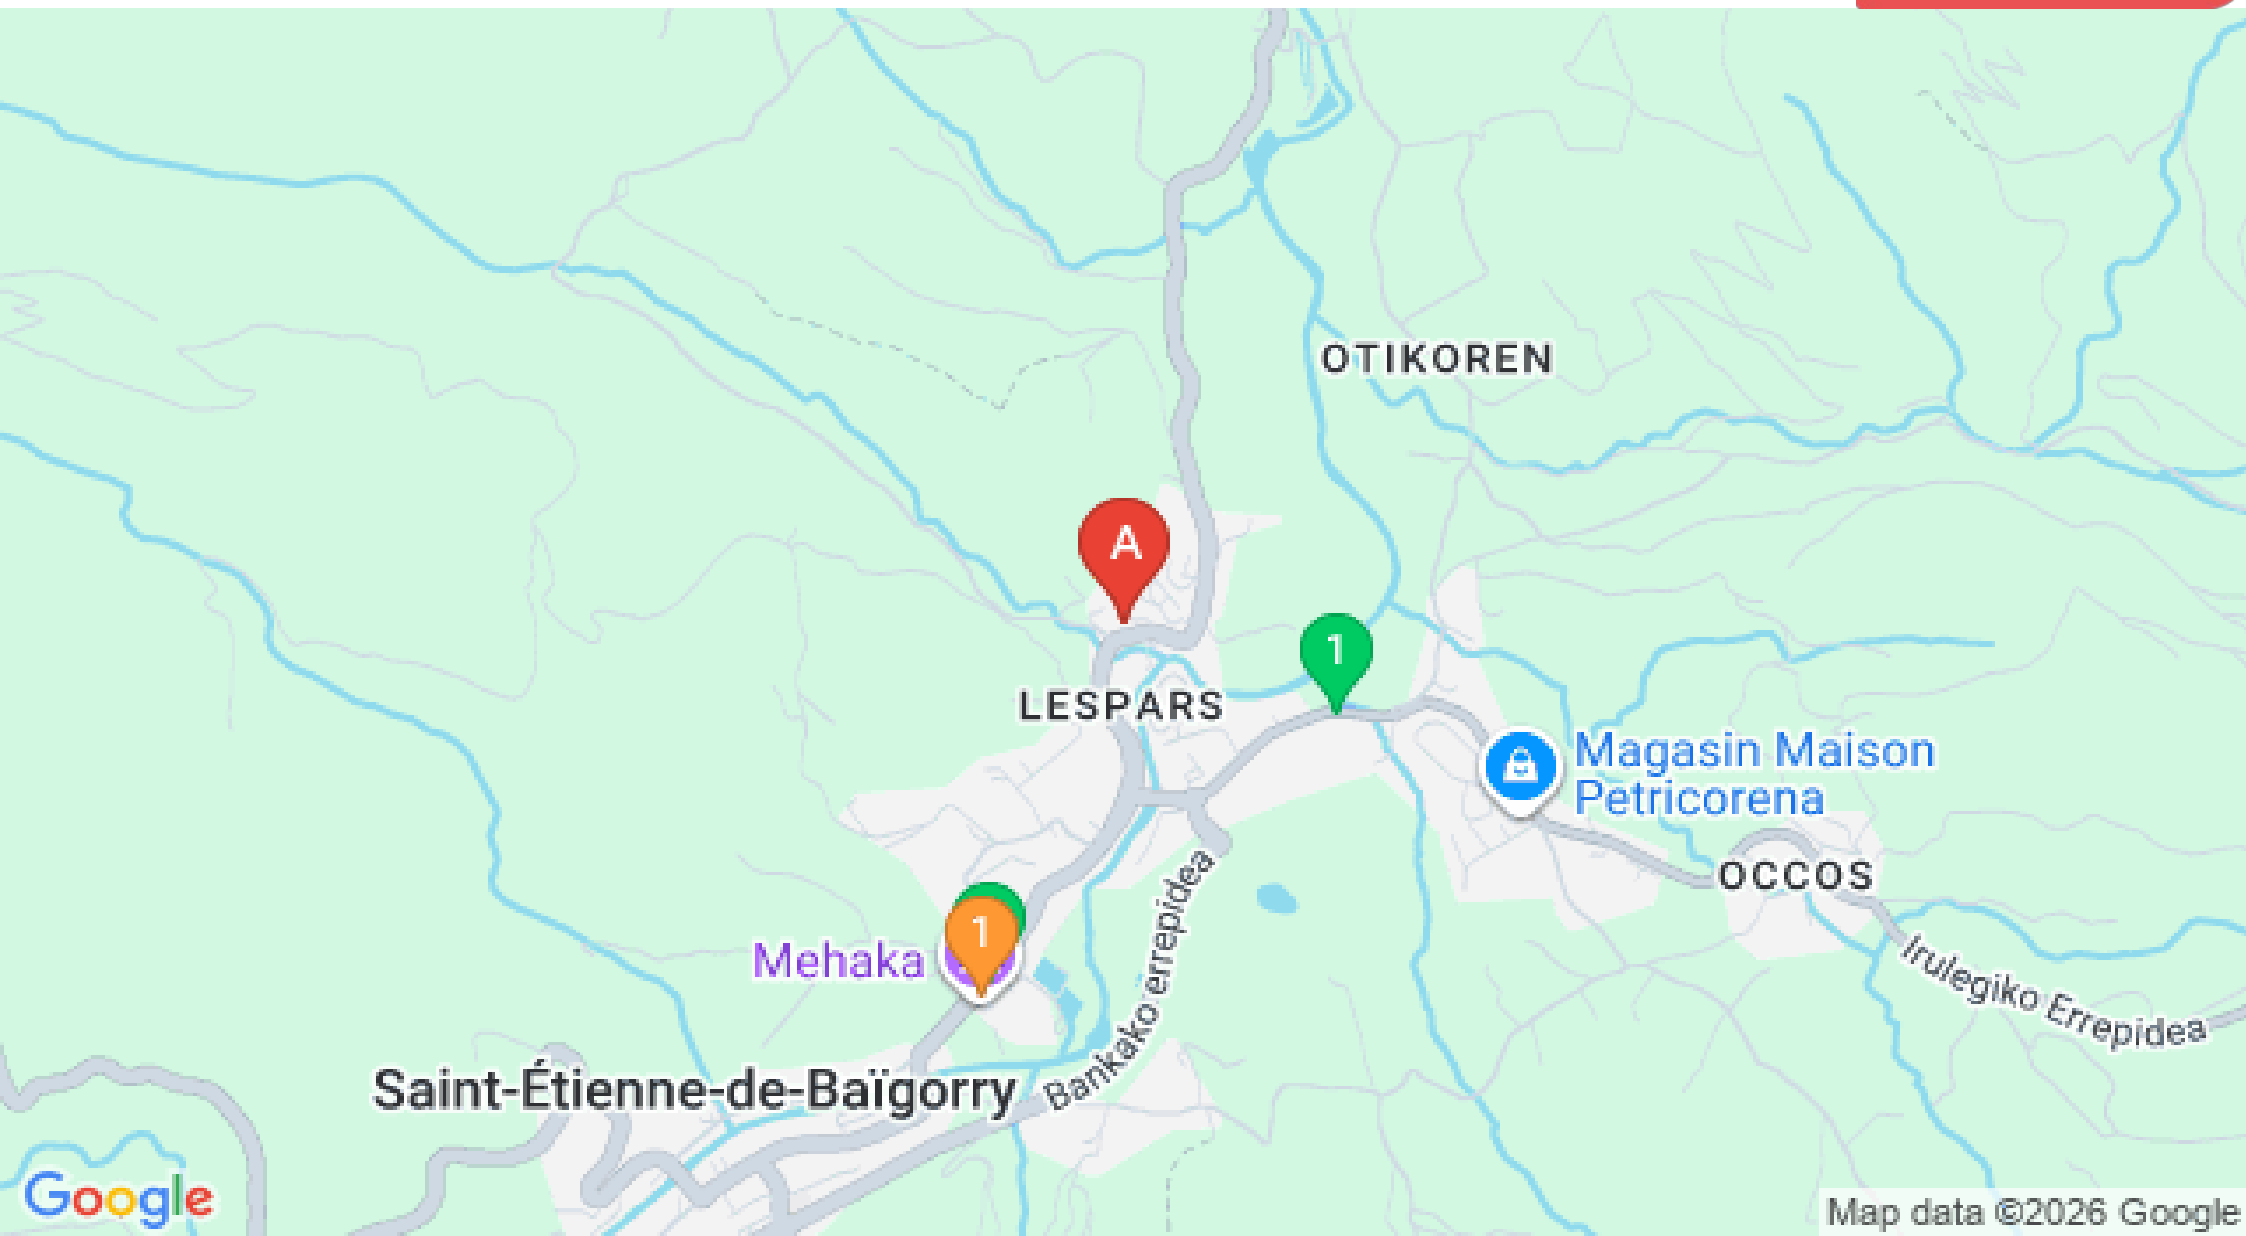 OTIKOREN
A
1
LESPARS
Magasin Maison
Petricorena
OCCOS
1
Mehaka
Bankako errepidea
Irulegiko Errepidea
Saint-Étienne-de-Baïgorry
Google
Map data ©2026 Google